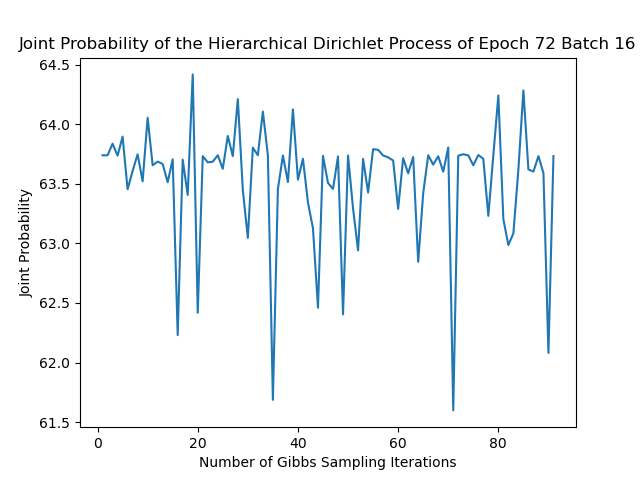 Joint Probability of the Hierarchical Dirichlet Process of Epoch 72 Batch 16
64.5
64.0
63.5
63.0
62.5
62.0
61.5
Joint Probability
0 20 40 60 80
Number of Gibbs Sampling Iterations